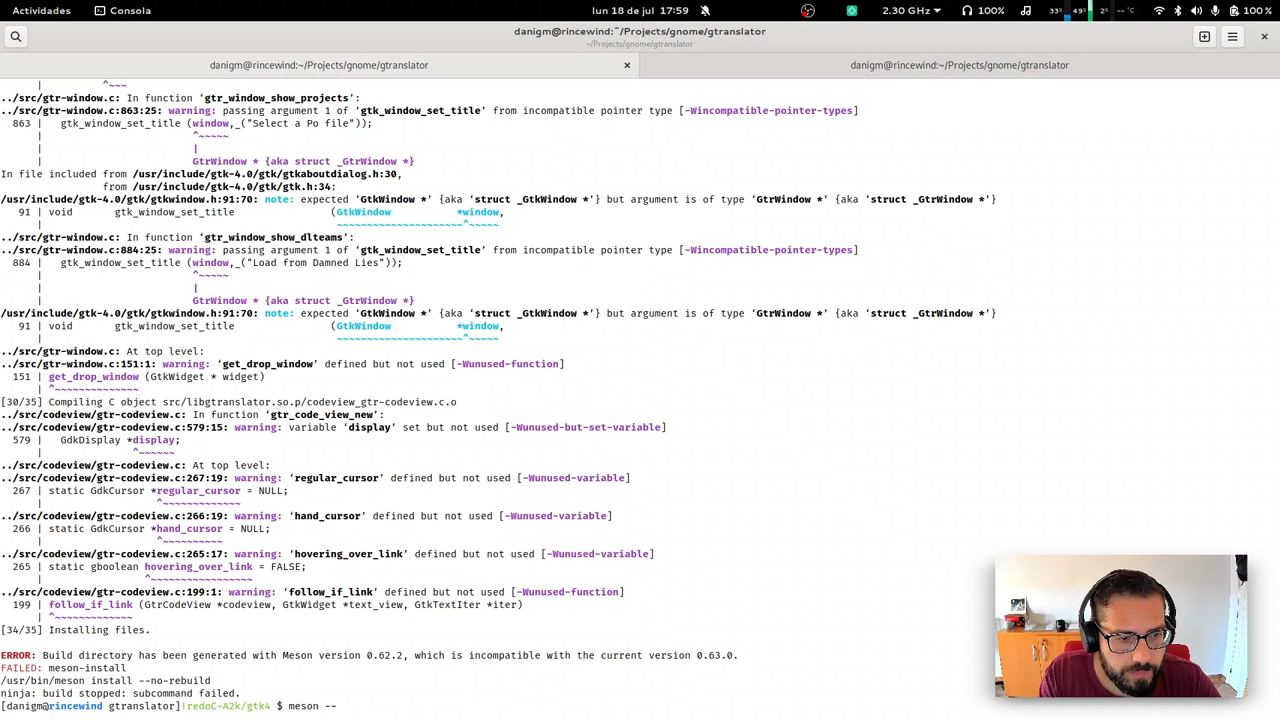 Actividades Consola lun 18 de jul 17:59 2.30 GHz 100% 33% 49% 2% --°C 100 %
danigm@rincewind:~/Projects/gnome/gtranslator
~/Projects/gnome/gtranslator
danigm@rincewind:~/Projects/gnome/gtranslator danigm@rincewind:~/Projects/gnome/gtranslator
| ^~~~
../src/gtr-window.c: In function ‘gtr_window_show_projects’:
../src/gtr-window.c:863:25: warning: passing argument 1 of ‘gtk_window_set_title’ from incompatible pointer type [-Wincompatible-pointer-types]
863 | gtk_window_set_title (window,_("Select a Po file"));
| ^~~~~~
| |
| GtrWindow * {aka struct _GtrWindow *}
In file included from /usr/include/gtk-4.0/gtk/gtkaboutdialog.h:30,
from /usr/include/gtk-4.0/gtk/gtk.h:34:
/usr/include/gtk-4.0/gtk/gtkwindow.h:91:70: note: expected ‘GtkWindow *’ {aka ‘struct _GtkWindow *’} but argument is of type ‘GtrWindow *’ {aka ‘struct _GtrWindow *’}
91 | void gtk_window_set_title (GtkWindow *window,
| ~~~~~~~~~~~~~~~~~~~~~~^~~~~~
../src/gtr-window.c: In function ‘gtr_window_show_dlteams’:
../src/gtr-window.c:884:25: warning: passing argument 1 of ‘gtk_window_set_title’ from incompatible pointer type [-Wincompatible-pointer-types]
884 | gtk_window_set_title (window,_("Load from Damned Lies"));
| ^~~~~~
| |
| GtrWindow * {aka struct _GtrWindow *}
/usr/include/gtk-4.0/gtk/gtkwindow.h:91:70: note: expected ‘GtkWindow *’ {aka ‘struct _GtkWindow *’} but argument is of type ‘GtrWindow *’ {aka ‘struct _GtrWindow *’}
91 | void gtk_window_set_title (GtkWindow *window,
| ~~~~~~~~~~~~~~~~~~~~~~^~~~~~
../src/gtr-window.c: At top level:
../src/gtr-window.c:151:1: warning: ‘get_drop_window’ defined but not used [-Wunused-function]
151 | get_drop_window (GtkWidget * widget)
| ^~~~~~~~~~~~~~~
[30/35] Compiling C object src/libgtranslator.so.p/codeview_gtr-codeview.c.o
../src/codeview/gtr-codeview.c: In function ‘gtr_code_view_new’:
../src/codeview/gtr-codeview.c:579:15: warning: variable ‘display’ set but not used [-Wunused-but-set-variable]
579 | GdkDisplay *display;
| ^~~~~~~
../src/codeview/gtr-codeview.c: At top level:
../src/codeview/gtr-codeview.c:267:19: warning: ‘regular_cursor’ defined but not used [-Wunused-variable]
267 | static GdkCursor *regular_cursor = NULL;
| ^~~~~~~~~~~~~~
../src/codeview/gtr-codeview.c:266:19: warning: ‘hand_cursor’ defined but not used [-Wunused-variable]
266 | static GdkCursor *hand_cursor = NULL;
| ^~~~~~~~~~~
../src/codeview/gtr-codeview.c:265:17: warning: ‘hovering_over_link’ defined but not used [-Wunused-variable]
265 | static gboolean hovering_over_link = FALSE;
| ^~~~~~~~~~~~~~~~~~
../src/codeview/gtr-codeview.c:199:1: warning: ‘follow_if_link’ defined but not used [-Wunused-function]
199 | follow_if_link (GtrCodeView *codeview, GtkWidget *text_view, GtkTextIter *iter)
| ^~~~~~~~~~~~~~
[34/35] Installing files.
ERROR: Build directory has been generated with Meson version 0.62.2, which is incompatible with the current version 0.63.0.
FAILED: meson-install
/usr/bin/meson install --no-rebuild
ninja: build stopped: subcommand failed.
[danigm@rincewind gtranslator]!redoC-A2k/gtk4 $ meson --